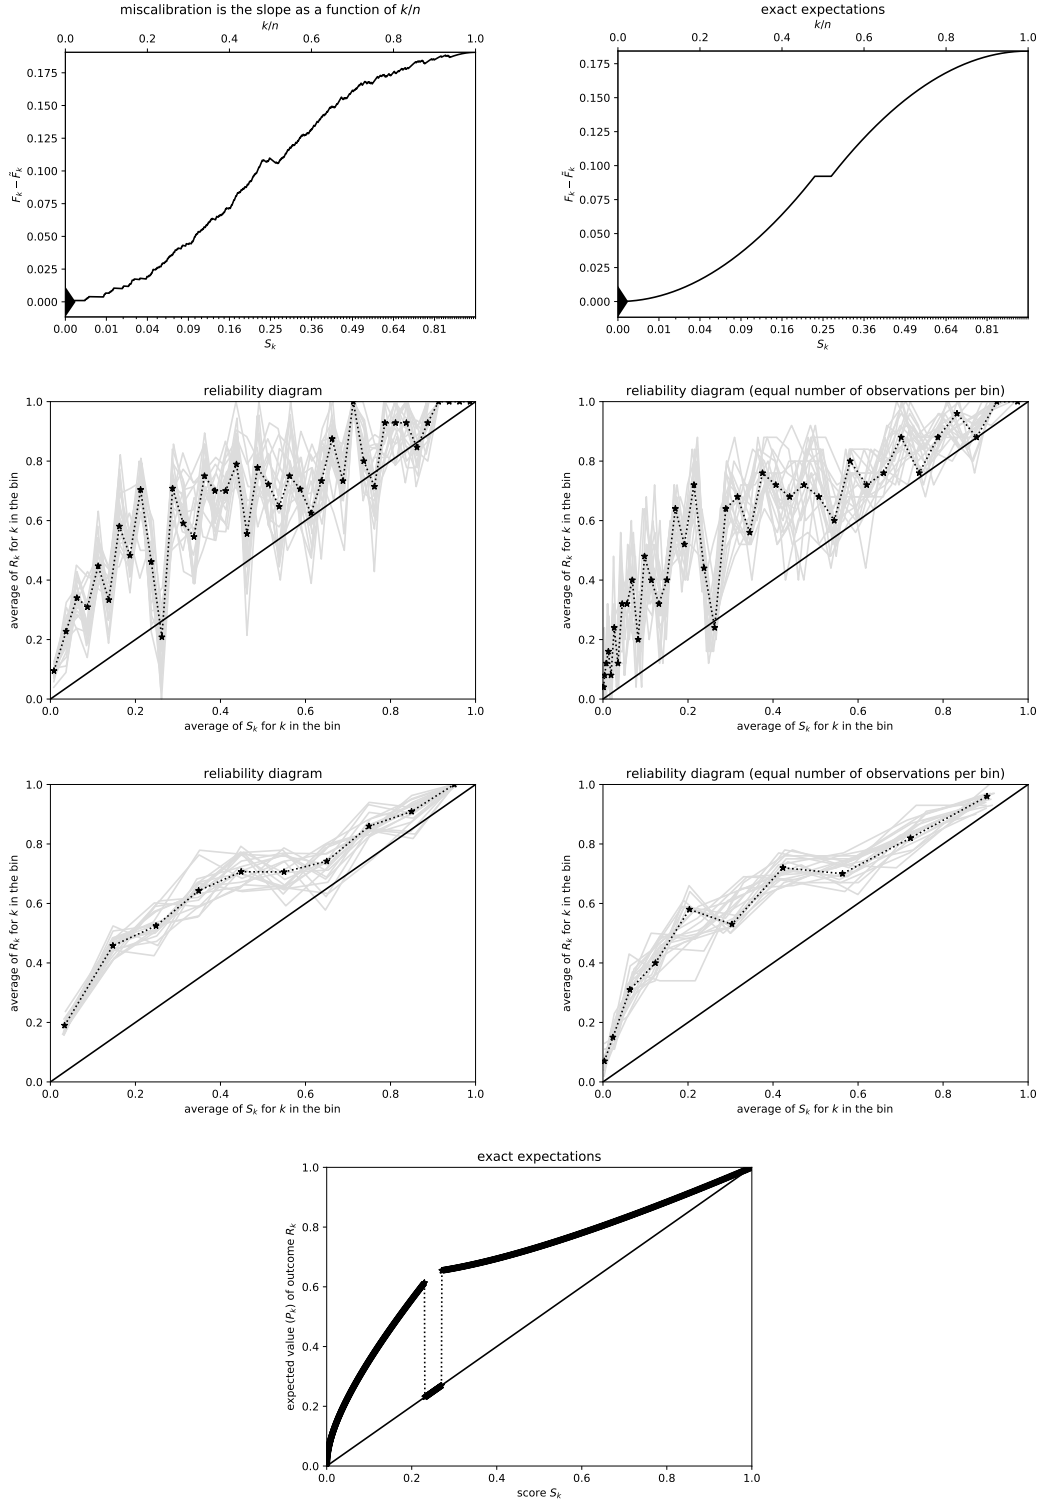 miscalibration is the slope as a function of k/n
k/n
0.0 0.2 0.4 0.6 0.8 1.0
0.175
0.150
0.125
0.100
0.075
0.050
0.025
0.000
F_k − F̃_k
0.00 0.01 0.04 0.09 0.16 0.25 0.36 0.49 0.64 0.81
S_k
exact expectations
k/n
0.0 0.2 0.4 0.6 0.8 1.0
0.175
0.150
0.125
0.100
0.075
0.050
0.025
0.000
F_k − F̃_k
0.00 0.01 0.04 0.09 0.16 0.25 0.36 0.49 0.64 0.81
S_k
reliability diagram
1.0
0.8
0.6
0.4
0.2
0.0
average of R_k for k in the bin
0.0 0.2 0.4 0.6 0.8 1.0
average of S_k for k in the bin
reliability diagram (equal number of observations per bin)
1.0
0.8
0.6
0.4
0.2
0.0
average of R_k for k in the bin
0.0 0.2 0.4 0.6 0.8 1.0
average of S_k for k in the bin
reliability diagram
1.0
0.8
0.6
0.4
0.2
0.0
average of R_k for k in the bin
0.0 0.2 0.4 0.6 0.8 1.0
average of S_k for k in the bin
reliability diagram (equal number of observations per bin)
1.0
0.8
0.6
0.4
0.2
0.0
average of R_k for k in the bin
0.0 0.2 0.4 0.6 0.8 1.0
average of S_k for k in the bin
exact expectations
1.0
0.8
0.6
0.4
0.2
0.0
expected value (P_k) of outcome R_k
0.0 0.2 0.4 0.6 0.8 1.0
score S_k